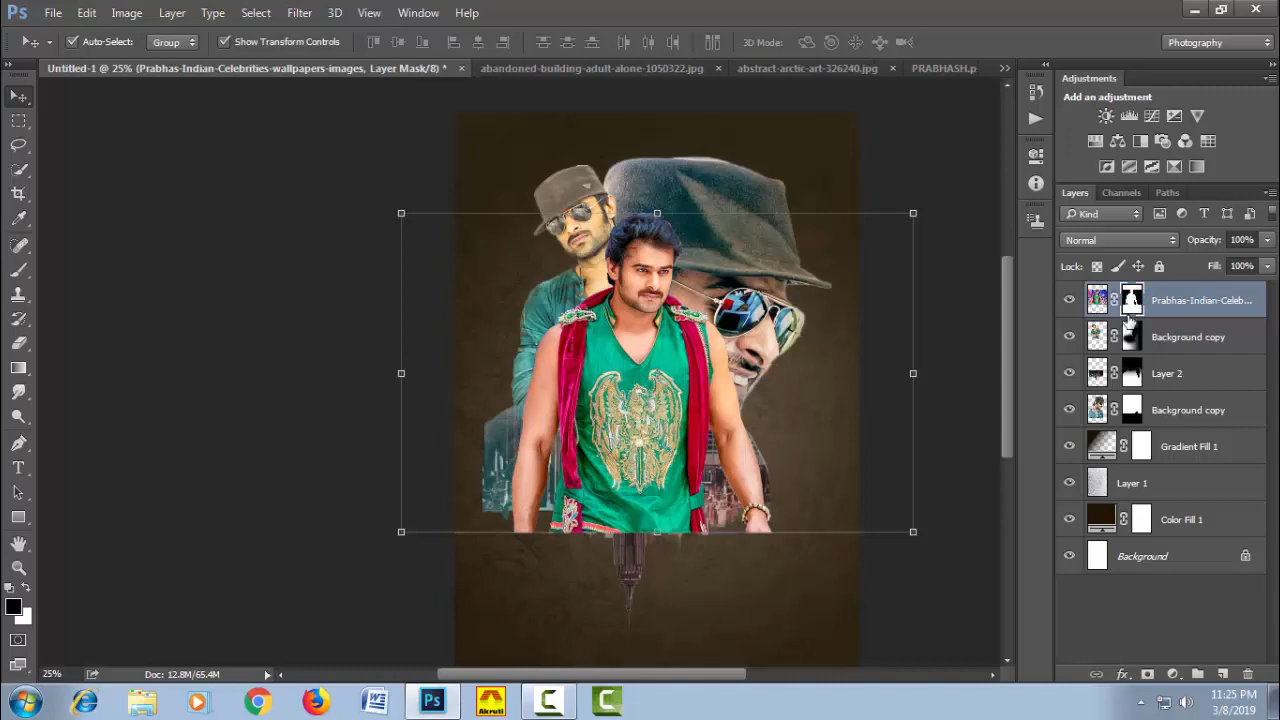 Ps File Edit Image Layer Type Select Filter 3D View Window Help
Auto-Select: Group Show Transform Controls 3D Mode: Photography
Untitled-1 @ 25% (Prabhas-Indian-Celebrities-wallpapers-images, Layer Mask/8) * × abandoned-building-adult-alone-1050322.jpg × abstract-arctic-art-326240.jpg × PRABHASH.p
Adjustments
Add an adjustment
Layers Channels Paths
Kind
Normal Opacity: 100%
Lock: Fill: 100%
Prabhas-Indian-Celeb...
Background copy
Layer 2
Background copy
Gradient Fill 1
Layer 1
Color Fill 1
Background
25% Doc: 12.8M/65.4M
Ps Akruti
11:25 PM
3/8/2019